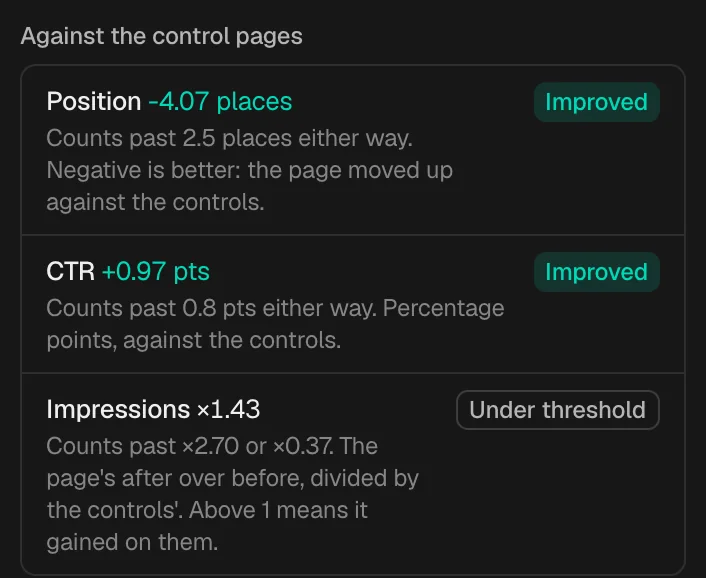 Against the control pages
Position -4.07 places
Improved
Counts past 2.5 places either way.
Negative is better: the page moved up
against the controls.
CTR +0.97 pts
Improved
Counts past 0.8 pts either way. Percentage
points, against the controls.
Impressions ×1.43
Under threshold
Counts past ×2.70 or ×0.37. The
page's after over before, divided by
the controls'. Above 1 means it
gained on them.